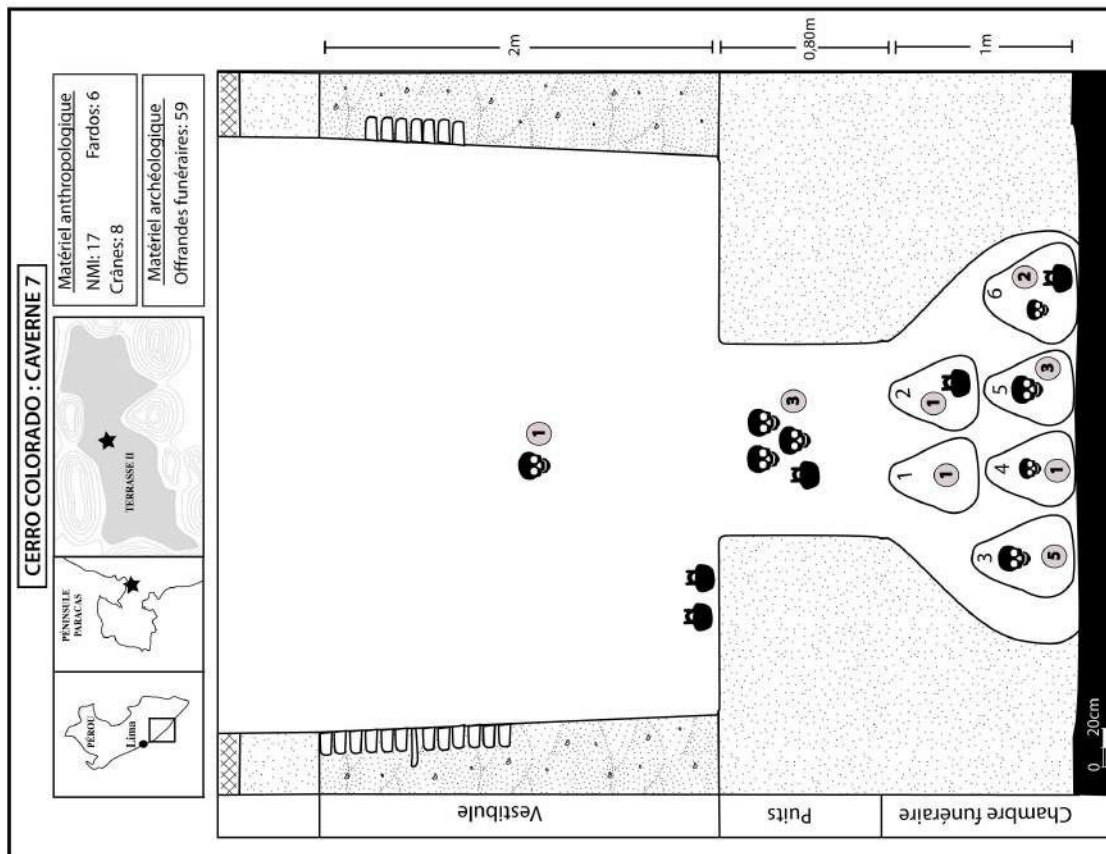 CERRO COLORADO : CAVERNE 7
PÉROU
Lima
PÉNINSULE
PARACAS
TERRASSE II
Matériel anthropologique
NMI: 17 Fardos: 6
Crânes: 8
Matériel archéologique
Offrandes funéraires: 59
Vestibule
1
2m
Puits
3
0,80m
Chambre funéraire
1
1
2
1
3
5
4
1
5
3
6
2
1m
0 20cm